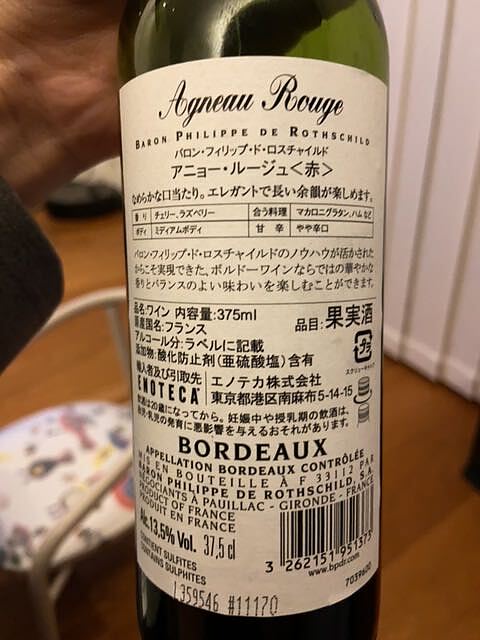 Agneau Rouge
BARON PHILIPPE DE ROTHSCHILD
バロン・フィリップ・ド・ロスチャイルド
アニョー・ルージュ<赤>
なめらかな口当たり。エレガントで長い余韻が楽しめます。
香り チェリー、ラズベリー 合う料理 マカロニグラタン、ハムなど
ボディ ミディアムボディ 甘辛 やや辛口
バロン・フィリップ・ド・ロスチャイルドのノウハウが活かされた
からこそ実現できた、ボルドーワインならではの華やかな
香りとバランスのよい味わいを楽しむことができます。
品名:ワイン 内容量:375ml
原産国名:フランス 品目:果実酒
アルコール分:ラベルに記載
添加物:酸化防止剤(亜硫酸塩)含有
プラ
スクリューキャップ
輸入者及び引取先 エノテカ株式会社
ENOTECA 東京都港区南麻布5-14-15
飲酒は20歳になってから。妊娠中や授乳期の飲酒は、
胎児・乳児の発育に悪影響を与えるおそれがあります。
BORDEAUX
APPELLATION BORDEAUX CONTRÔLÉE
MIS EN BOUTEILLE À F 33112 PAR
BARON PHILIPPE DE ROTHSCHILD, S.A.
NÉGOCIANTS À PAUILLAC - GIRONDE - FRANCE
PRODUCT OF FRANCE
PRODUIT EN FRANCE
Alc. 13,5% Vol. 37,5 cl
CONTIENT SULFITES
CONTAINS SULPHITES
3 262151 951373
www.bpdr.com
7039600
L359546 #11170